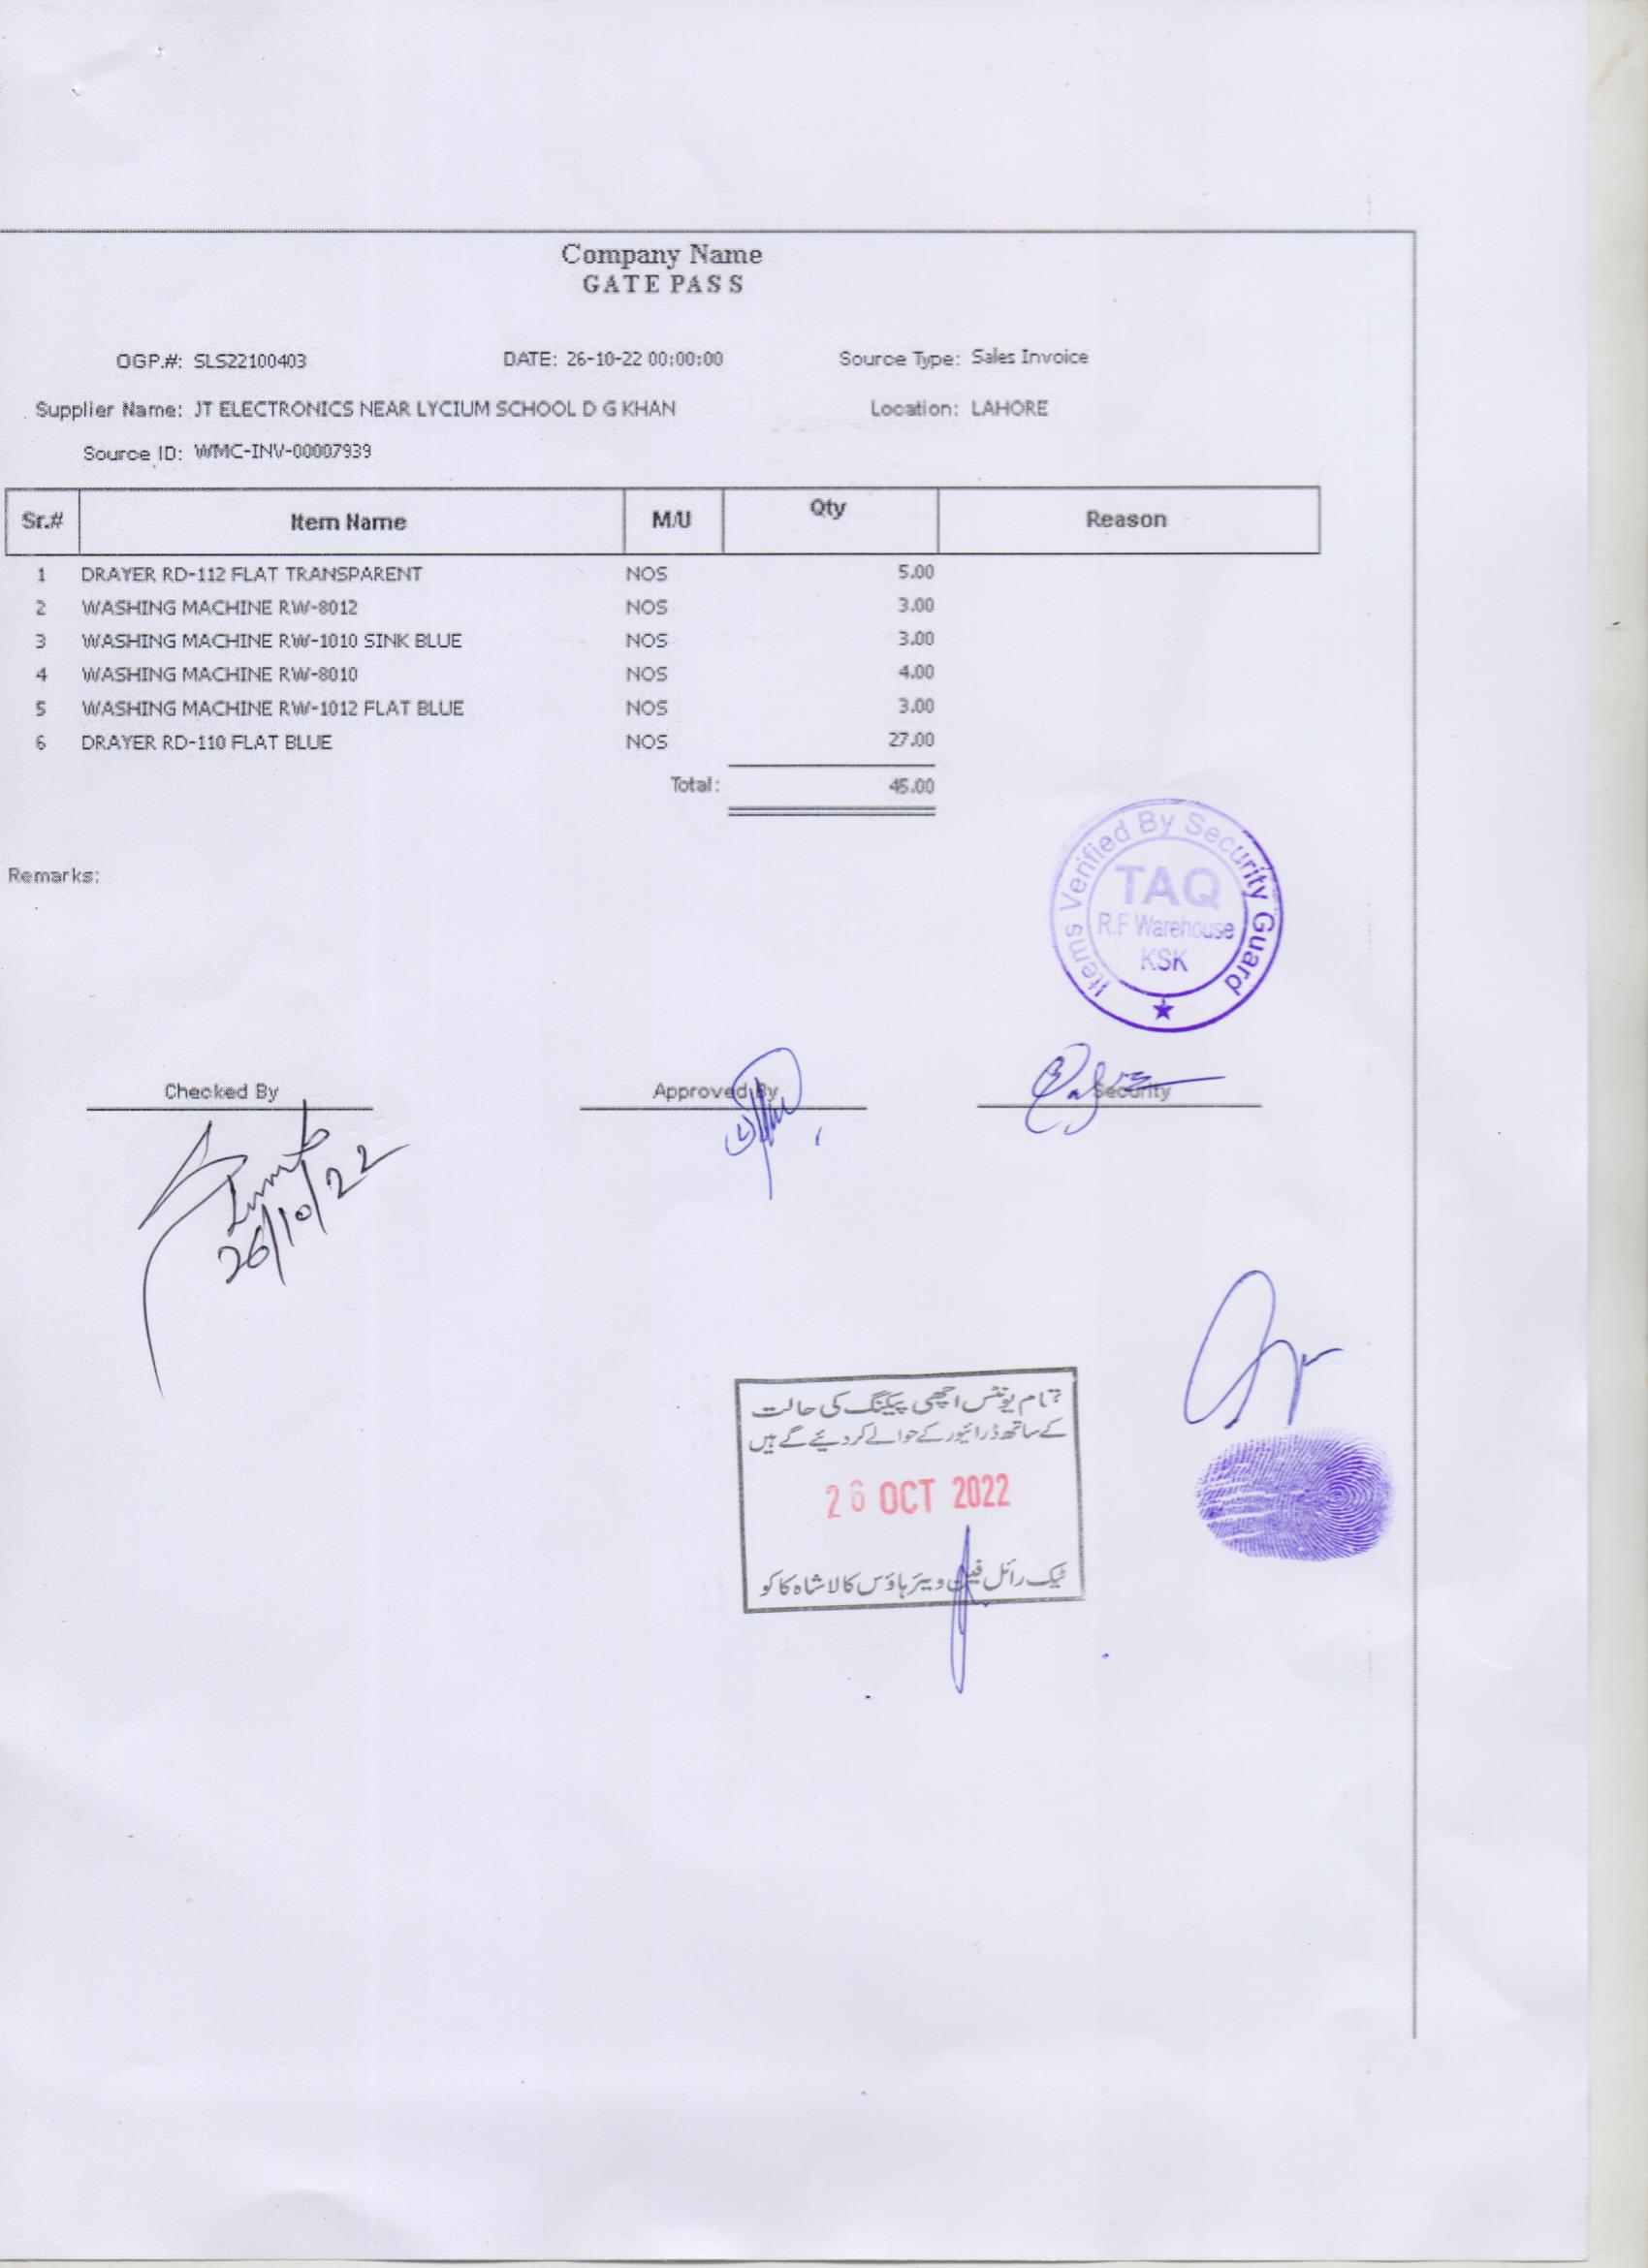 Company Name
GATE PASS
OGP.#: SLS22100403 DATE: 26-10-22 00:00:00 Source Type: Sales Invoice
Supplier Name: JT ELECTRONICS NEAR LYCIUM SCHOOL D G KHAN Location: LAHORE
Source ID: WMC-INV-00007939
Sr.# Item Name M/U Qty Reason
1 DRAYER RD-112 FLAT TRANSPARENT NOS 5.00
2 WASHING MACHINE RW-8012 NOS 3.00
3 WASHING MACHINE RW-1010 SINK BLUE NOS 3.00
4 WASHING MACHINE RW-8010 NOS 4.00
5 WASHING MACHINE RW-1012 FLAT BLUE NOS 3.00
6 DRAYER RD-110 FLAT BLUE NOS 27.00
Total: 45.00
Remarks:
Items Verified By Security Guard
TAQ
R.F Warehouse
KSK
Checked By Approved By Security
26/10/22
تمام یونٹس اچھی پیکنگ کی حالت
کے ساتھ ڈرائیور کے حوالے کر دیئے گے ہیں
26 OCT 2022
ٹیک رائل فین ویئر ہاؤس کالا شاہ کاکو